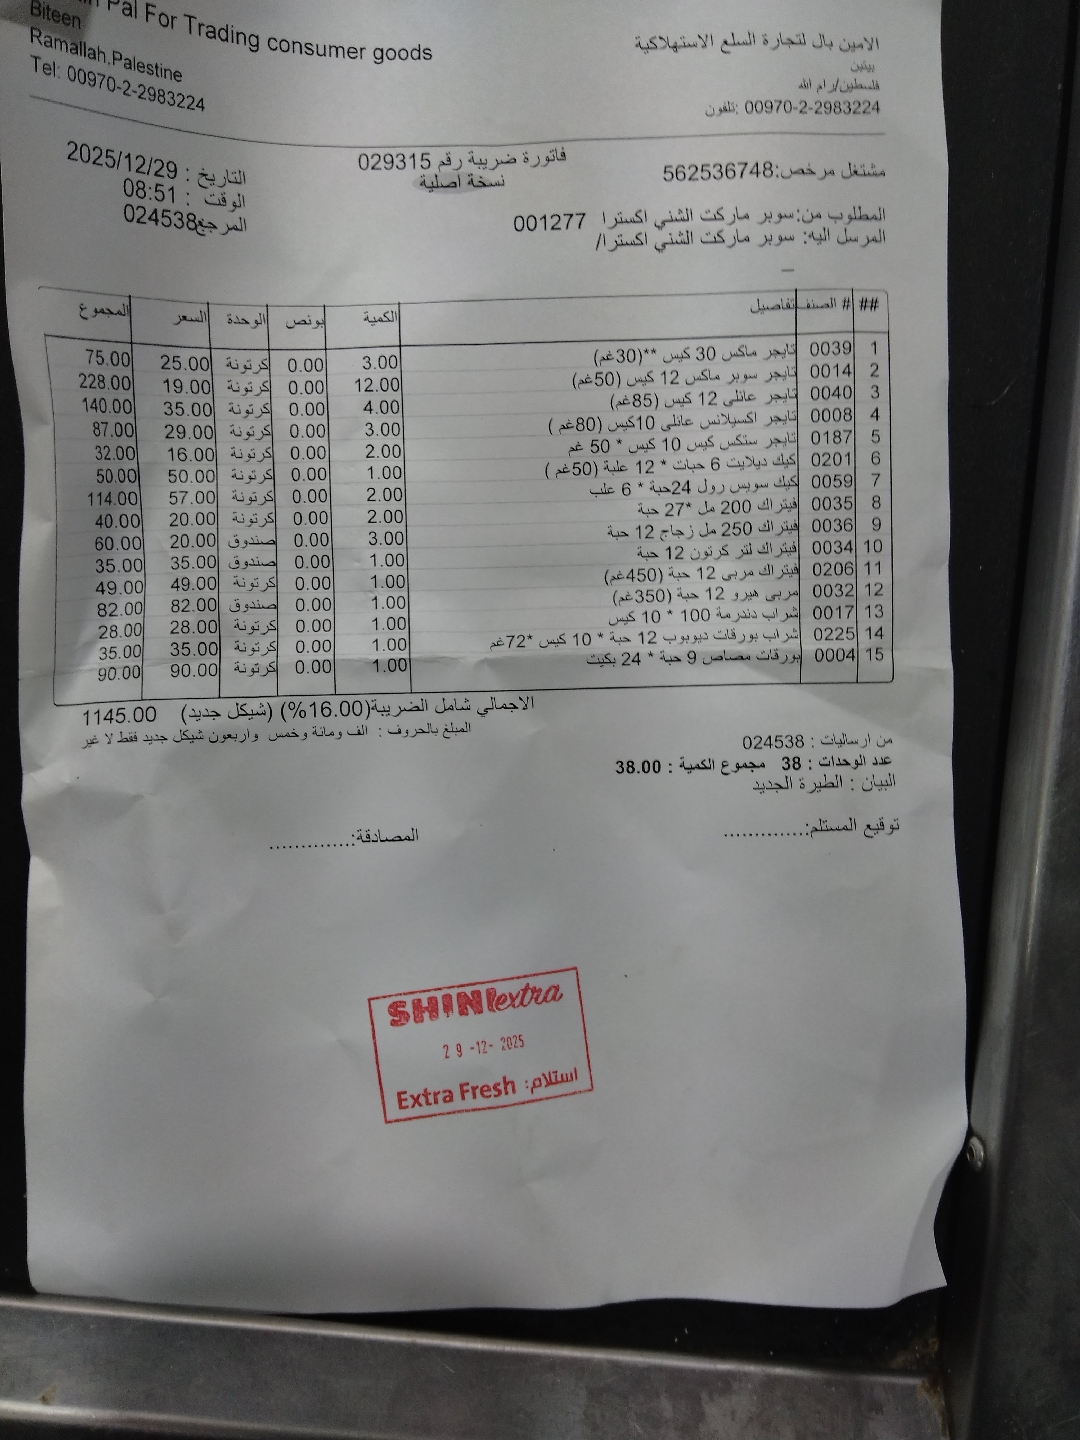 Pal For Trading consumer goods
Biteen
Ramallah,Palestine
Tel: 00970-2-2983224
الامين بال لتجارة السلع الاستهلاكية
بيتين
فلسطين/رام الله
تلفون: 00970-2-2983224
مشتغل مرخص:562536748
فاتورة ضريبة رقم 029315
نسخة اصلية
التاريخ : 2025/12/29
الوقت : 08:51
المرجع:024538
المطلوب من:سوبر ماركت الشني اكسترا 001277
المرسل اليه: سوبر ماركت الشني اكسترا/
## # الصنف تفاصيل الكمية بونص الوحدة السعر المجموع
1 0039 تايجر ماكس 30 كيس **(30غم) 3.00 0.00 كرتونة 25.00 75.00
2 0014 تايجر سوبر ماكس 12 كيس (50غم) 12.00 0.00 كرتونة 19.00 228.00
3 0040 تايجر عائلي 12 كيس (85غم) 4.00 0.00 كرتونة 35.00 140.00
4 0008 تايجر اكسيلانس عائلي 10كيس (80غم ) 3.00 0.00 كرتونة 29.00 87.00
5 0187 تايجر ستكس كيس 10 كيس * 50 غم 2.00 0.00 كرتونة 16.00 32.00
6 0201 كيك ديلايت 6 حبات * 12 علبة (50غم ) 1.00 0.00 كرتونة 50.00 50.00
7 0059 كيك سويس رول 24حبة * 6 علب 2.00 0.00 كرتونة 57.00 114.00
8 0035 فيتراك 200 مل *27 حبة 2.00 0.00 كرتونة 20.00 40.00
9 0036 فيتراك 250 مل زجاج 12 حبة 3.00 0.00 صندوق 20.00 60.00
10 0034 فيتراك لتر كرتون 12 حبة 1.00 0.00 صندوق 35.00 35.00
11 0206 فيتراك مربى 12 حبة (450غم) 1.00 0.00 كرتونة 49.00 49.00
12 0032 مربى هيرو 12 حبة (350غم) 1.00 0.00 صندوق 82.00 82.00
13 0017 شراب دندرمة 100 * 10 كيس 1.00 0.00 كرتونة 28.00 28.00
14 0225 شراب بورقات ديوبوب 12 حبة * 10 كيس *72غم 1.00 0.00 كرتونة 35.00 35.00
15 0004 بورقات مصاص 9 حبة * 24 بكيت 1.00 0.00 كرتونة 90.00 90.00
الاجمالي شامل الضريبة(16.00%) (شيكل جديد) 1145.00
المبلغ بالحروف : الف ومائة وخمس واربعون شيكل جديد فقط لا غير
من ارساليات : 024538
عدد الوحدات : 38 مجموع الكمية : 38.00
البيان : الطيرة الجديد
توقيع المستلم:..............
المصادقة:..............
SHINI extra
29-12-2025
Extra Fresh استلام: